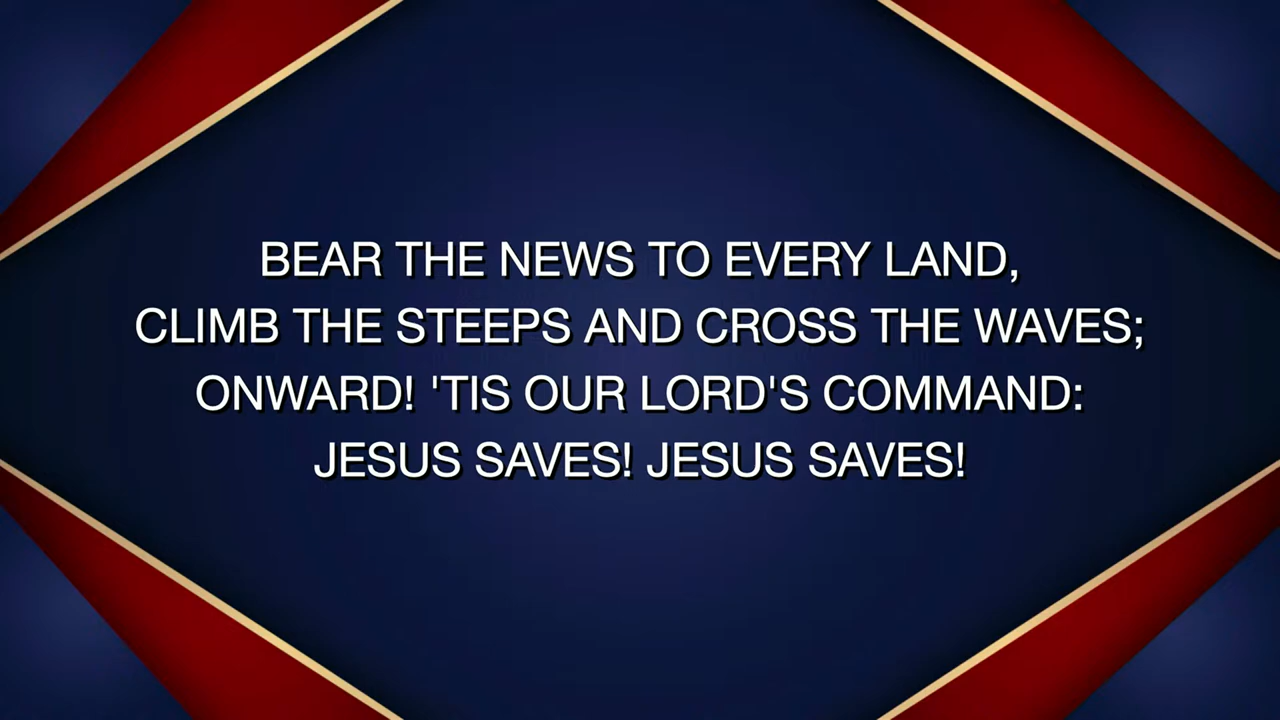 BEAR THE NEWS TO EVERY LAND,
CLIMB THE STEEPS AND CROSS THE WAVES;
ONWARD! 'TIS OUR LORD'S COMMAND:
JESUS SAVES! JESUS SAVES!